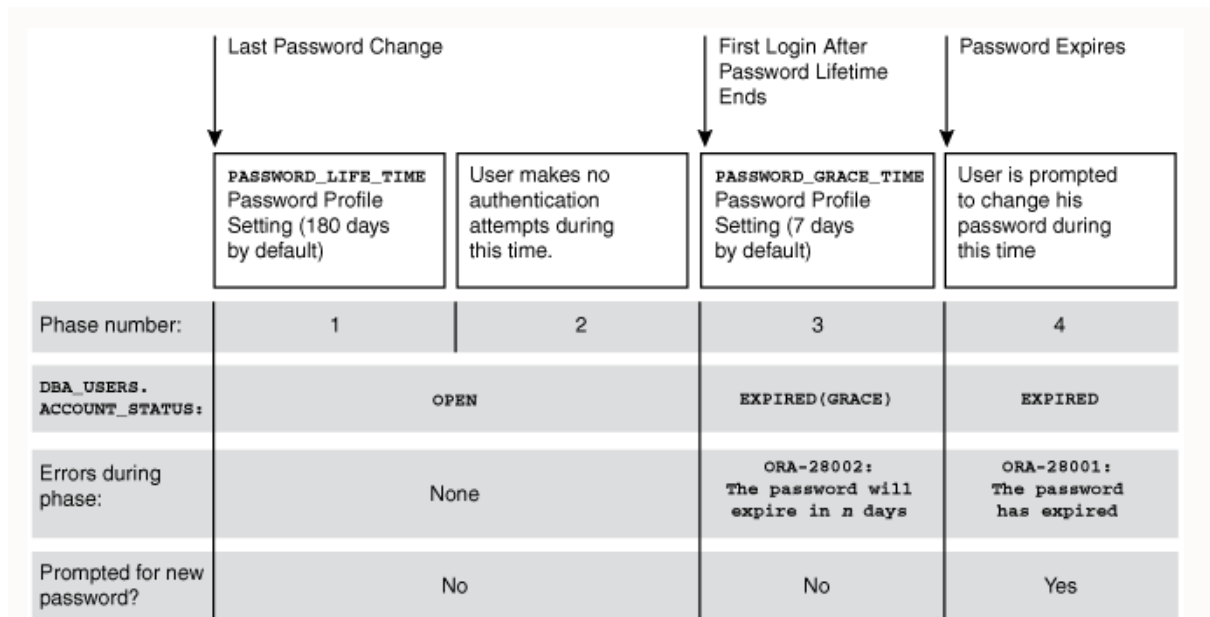 Last Password Change
First Login After
Password Lifetime
Ends
Password Expires
PASSWORD_LIFE_TIME
Password Profile
Setting (180 days
by default)
User makes no
authentication
attempts during
this time.
PASSWORD_GRACE_TIME
Password Profile
Setting (7 days
by default)
User is prompted
to change his
password during
this time
Phase number:
1
2
3
4
DBA_USERS.
ACCOUNT_STATUS:
OPEN
EXPIRED(GRACE)
EXPIRED
Errors during
phase:
None
ORA-28002:
The password will
expire in n days
ORA-28001:
The password
has expired
Prompted for new
password?
No
No
Yes